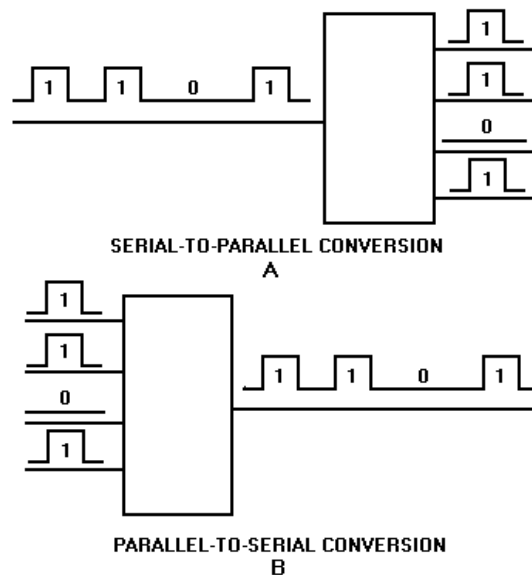 1
1
1 1 0 1
0
1
SERIAL-TO-PARALLEL CONVERSION
A
1
1
1 1 0 1
0
1
PARALLEL-TO-SERIAL CONVERSION
B